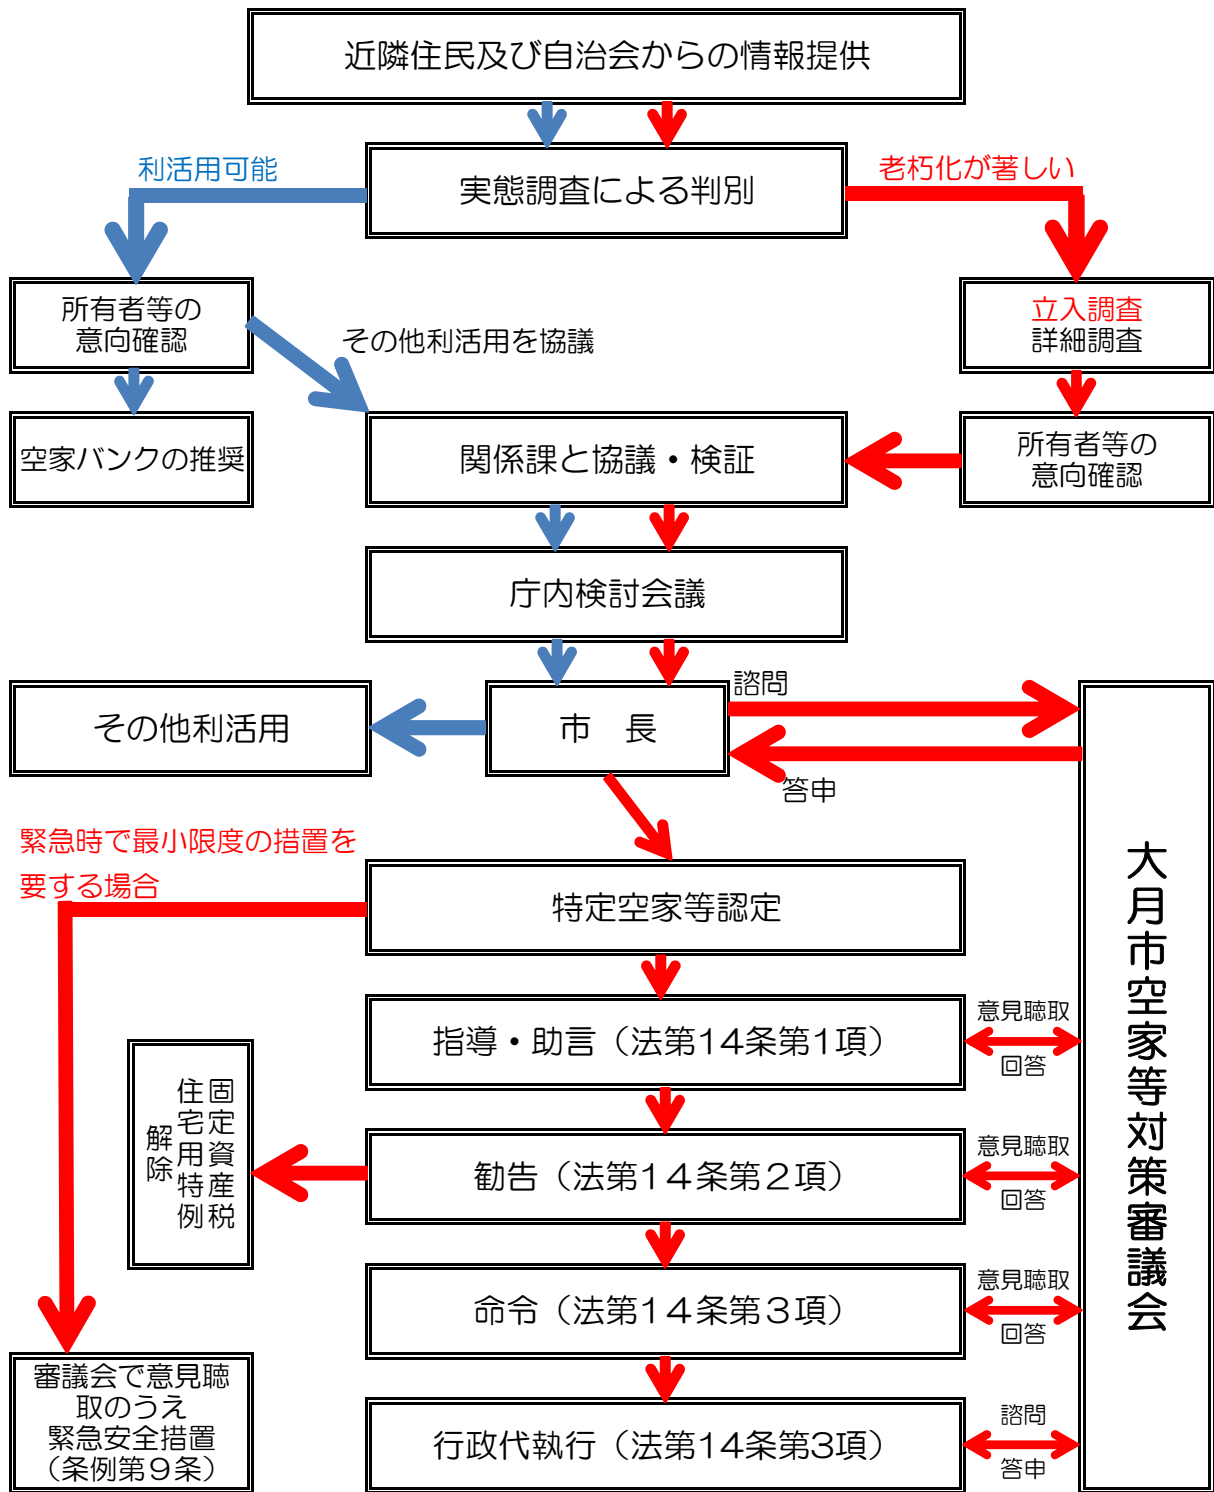 近隣住民及び自治会からの情報提供
利活用可能
実態調査による判別
老朽化が著しい
所有者等の
意向確認
その他利活用を協議
立入調査
詳細調査
空家バンクの推奨
関係課と協議・検証
所有者等の
意向確認
庁内検討会議
その他利活用
市　長
諮問
答申
大月市空家等対策審議会
緊急時で最小限度の措置を
要する場合
特定空家等認定
指導・助言（法第14条第1項）
意見聴取
回答
固定資産税
住宅用特例
解除
勧告（法第１４条第２項）
意見聴取
回答
命令（法第１４条第３項）
意見聴取
回答
審議会で意見聴
取のうえ
緊急安全措置
（条例第９条）
行政代執行（法第14条第3項）
諮問
答申